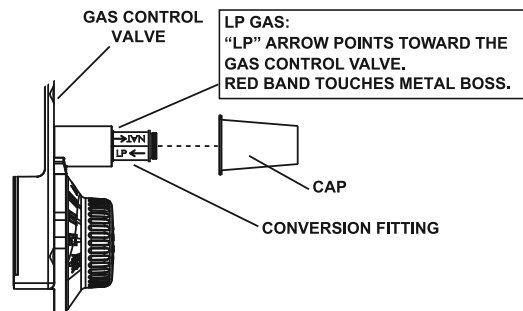 GAS CONTROL
VALVE
LP GAS:
“LP” ARROW POINTS TOWARD THE
GAS CONTROL VALVE.
RED BAND TOUCHES METAL BOSS.
NAT
LP
CAP
CONVERSION FITTING